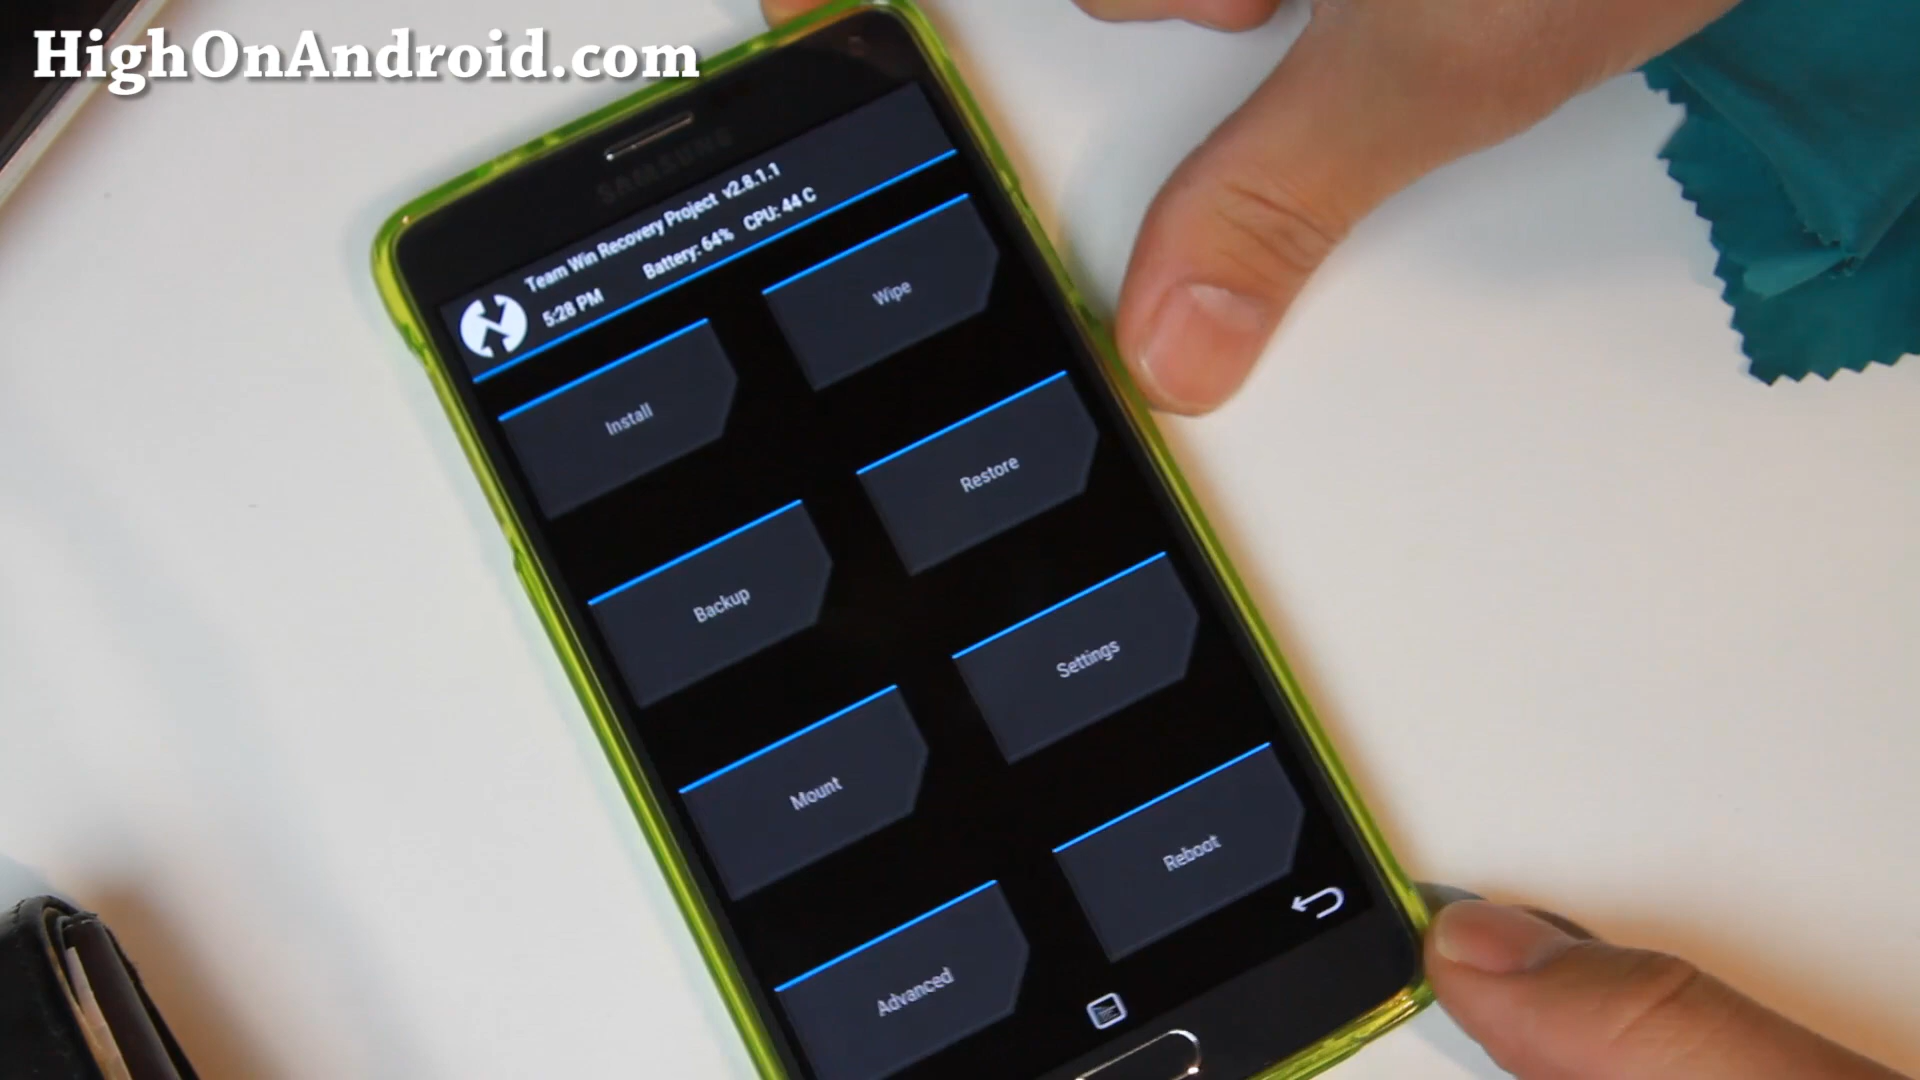 HighOnAndroid.com
SAMSUNG
Team Win Recovery Project v2.8.1.1
5:28 PM Battery: 64% CPU: 44 C
Install
Wipe
Backup
Restore
Mount
Settings
Advanced
Reboot